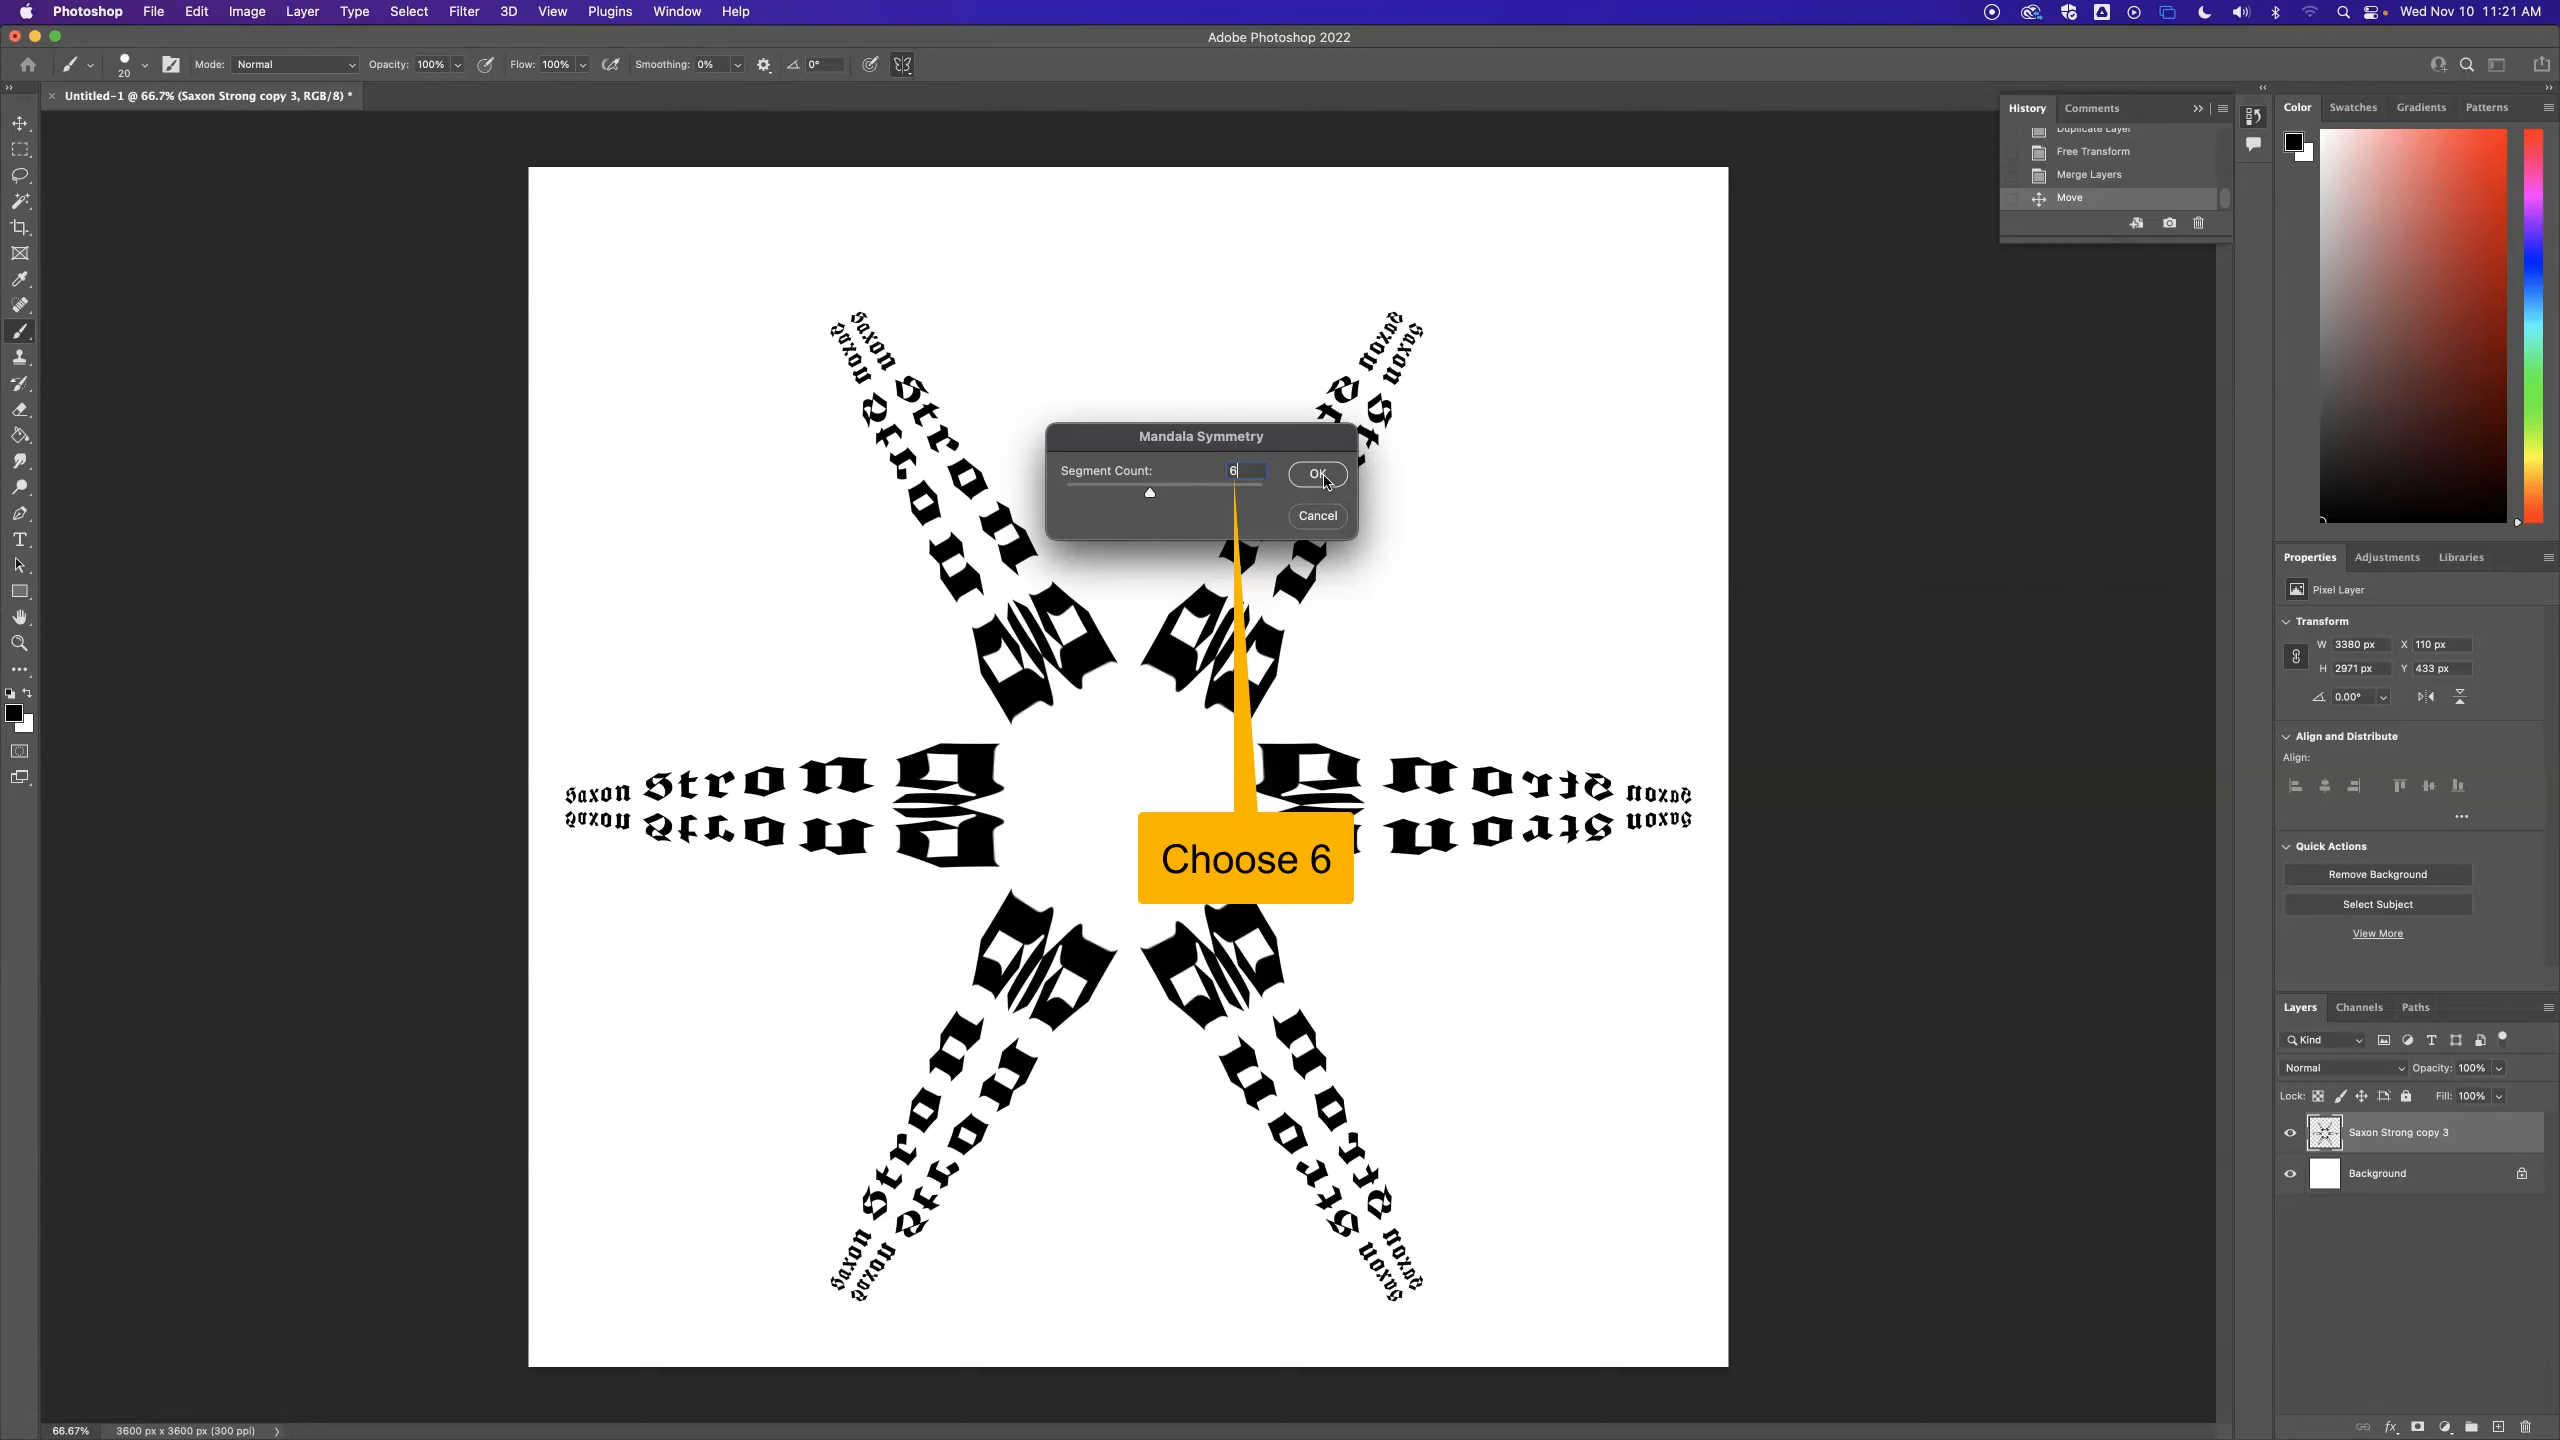 Photoshop File Edit Image Layer Type Select Filter 3D View Plugins Window Help
Wed Nov 10 11:21 AM
Adobe Photoshop 2022
20
Mode: Normal Opacity: 100% Flow: 100% Smoothing: 0% 0°
Untitled-1 @ 66.7% (Saxon Strong copy 3, RGB/8) *
History Comments
Duplicate Layer
Free Transform
Merge Layers
Move
Color Swatches Gradients Patterns
Mandala Symmetry
Segment Count: 6
OK
Cancel
Saxon Strong
Choose 6
Properties Adjustments Libraries
Pixel Layer
Transform
W 3380 px X 110 px
H 2971 px Y 433 px
0.00°
Align and Distribute
Align:
Quick Actions
Remove Background
Select Subject
View More
Layers Channels Paths
Kind
Normal Opacity: 100%
Lock: Fill: 100%
Saxon Strong copy 3
Background
fx
66.67% 3600 px x 3600 px (300 ppi)